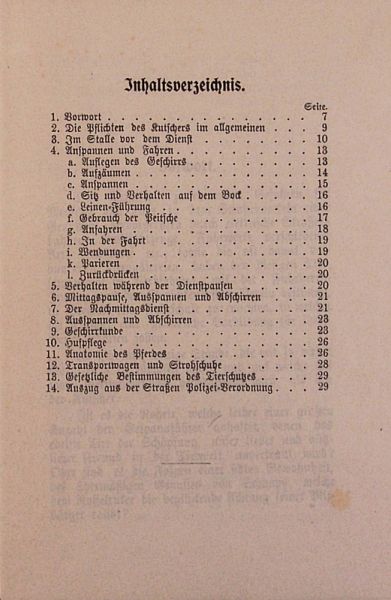 Inhaltsverzeichnis.
Seite.
1. Vorwort . . . . . . . . . . . . . . 7
2. Die Pflichten des Kutschers im allgemeinen . . . 9
3. Im Stalle vor dem Dienst . . . . . . . 10
4. Anspannen und Fahren . . . . . . . . 13
a. Auflegen des Geschirrs . . . . . . . 13
b. Aufzäumen . . . . . . . . . . . 14
c. Anspannen . . . . . . . . . . . 15
d. Sitz und Verhalten auf dem Bock . . . . 16
e. Leinen-Führung . . . . . . . . . . 16
f. Gebrauch der Peitsche . . . . . . . . 17
g. Anfahren . . . . . . . . . . . . 18
h. In der Fahrt . . . . . . . . . . . 19
i. Wendungen . . . . . . . . . . . 19
k. Parieren . . . . . . . . . . . . 20
l. Zurückdrücken . . . . . . . . . . 20
5. Verhalten während der Dienstpausen . . . . 20
6. Mittagspause, Ausspannen und Abschirren . . . 21
7. Der Nachmittagsdienst . . . . . . . . 21
8. Ausspannen und Abschirren . . . . . . . 23
9. Geschirrkunde . . . . . . . . . . . 23
10. Hufpflege . . . . . . . . . . . . 26
11. Anatomie des Pferdes . . . . . . . . 26
12. Transportwagen und Strohschuhe . . . . . 28
13. Gesetzliche Bestimmungen des Tierschutzes . . . 29
14. Auszug aus der Straßen Polizei-Verordnung . . . 29